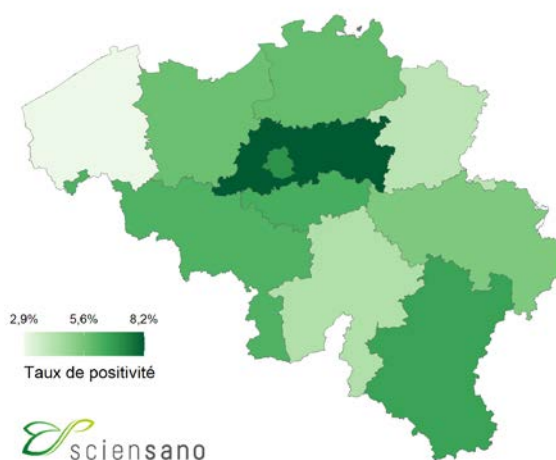 2,9% 5,6% 8,2%
Taux de positivité
sciensano